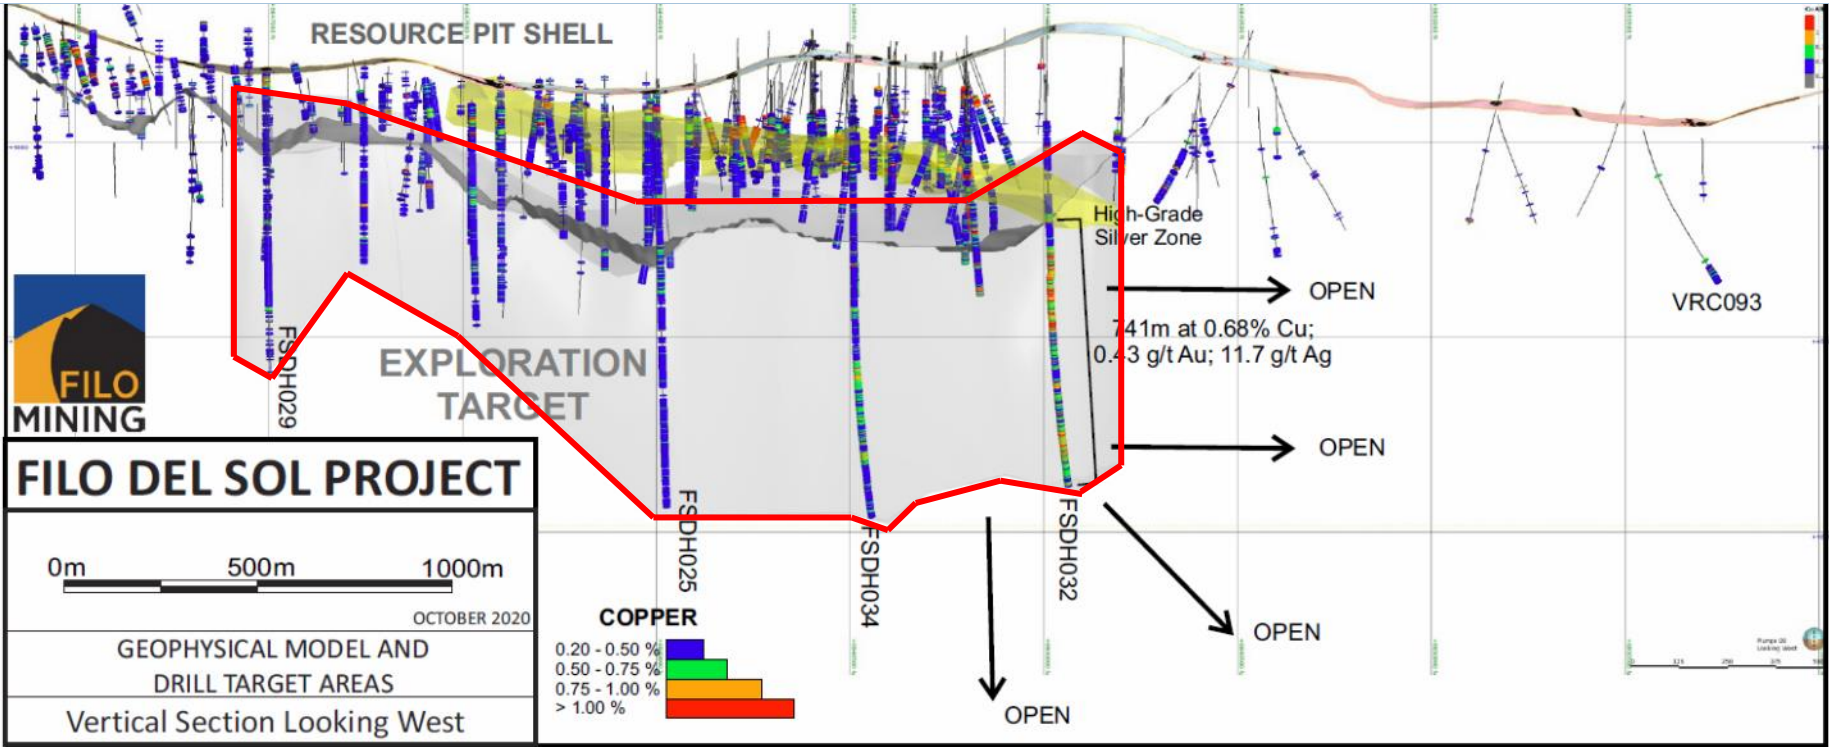 RESOURCE PIT SHELL
High-Grade
Silver Zone
OPEN
VRC093
741m at 0.68% Cu;
0.43 g/t Au; 11.7 g/t Ag
EXPLORATION
TARGET
FILO
MINING
FSDH029
OPEN
FILO DEL SOL PROJECT
FSDH025
FSDH034
FSDH032
0m 500m 1000m
OCTOBER 2020
GEOPHYSICAL MODEL AND
DRILL TARGET AREAS
Vertical Section Looking West
COPPER
0.20 - 0.50 %
0.50 - 0.75 %
0.75 - 1.00 %
> 1.00 %
OPEN
OPEN
Looking West